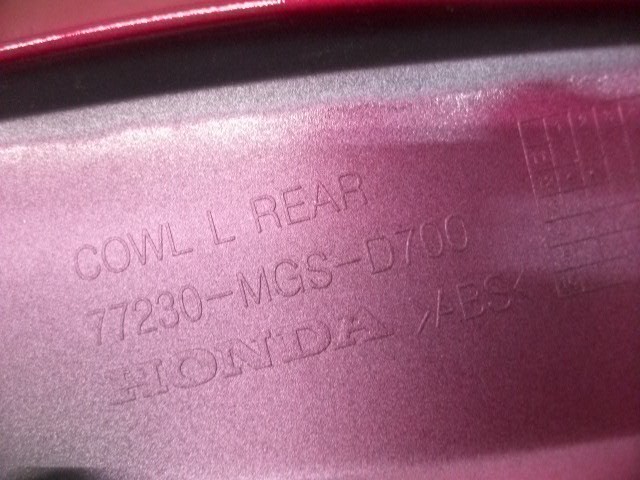 COWL L REAR
77230-MGS-D700
HONDA >ABS<